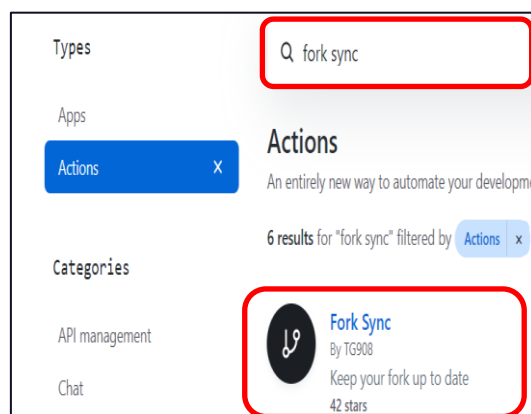 Types
Apps
Actions x
Categories
API management
Chat
fork sync
Actions
An entirely new way to automate your developm
6 results for "fork sync" filtered by Actions x
Fork Sync
By TG908
Keep your fork up to date
42 stars